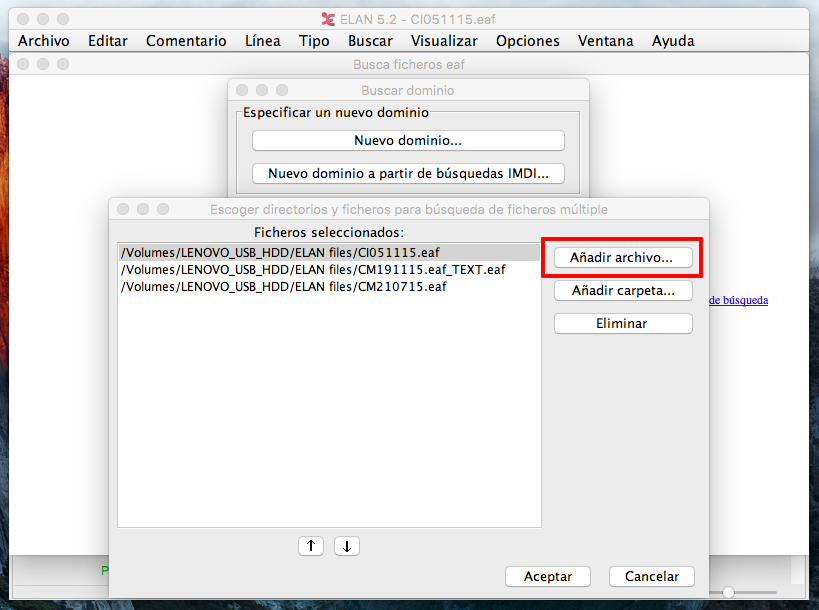 ELAN 5.2 - CI051115.eaf
Archivo Editar Comentario Línea Tipo Buscar Visualizar Opciones Ventana Ayuda
Busca ficheros eaf
Buscar dominio
Especificar un nuevo dominio
Nuevo dominio...
Nuevo dominio a partir de búsquedas IMDI...
Escoger directorios y ficheros para búsqueda de ficheros múltiple
Ficheros seleccionados:
/Volumes/LENOVO_USB_HDD/ELAN files/CI051115.eaf
/Volumes/LENOVO_USB_HDD/ELAN files/CM191115.eaf_TEXT.eaf
/Volumes/LENOVO_USB_HDD/ELAN files/CM210715.eaf
Añadir archivo...
Añadir carpeta...
de búsqueda
Eliminar
↑ ↓
P
Aceptar Cancelar